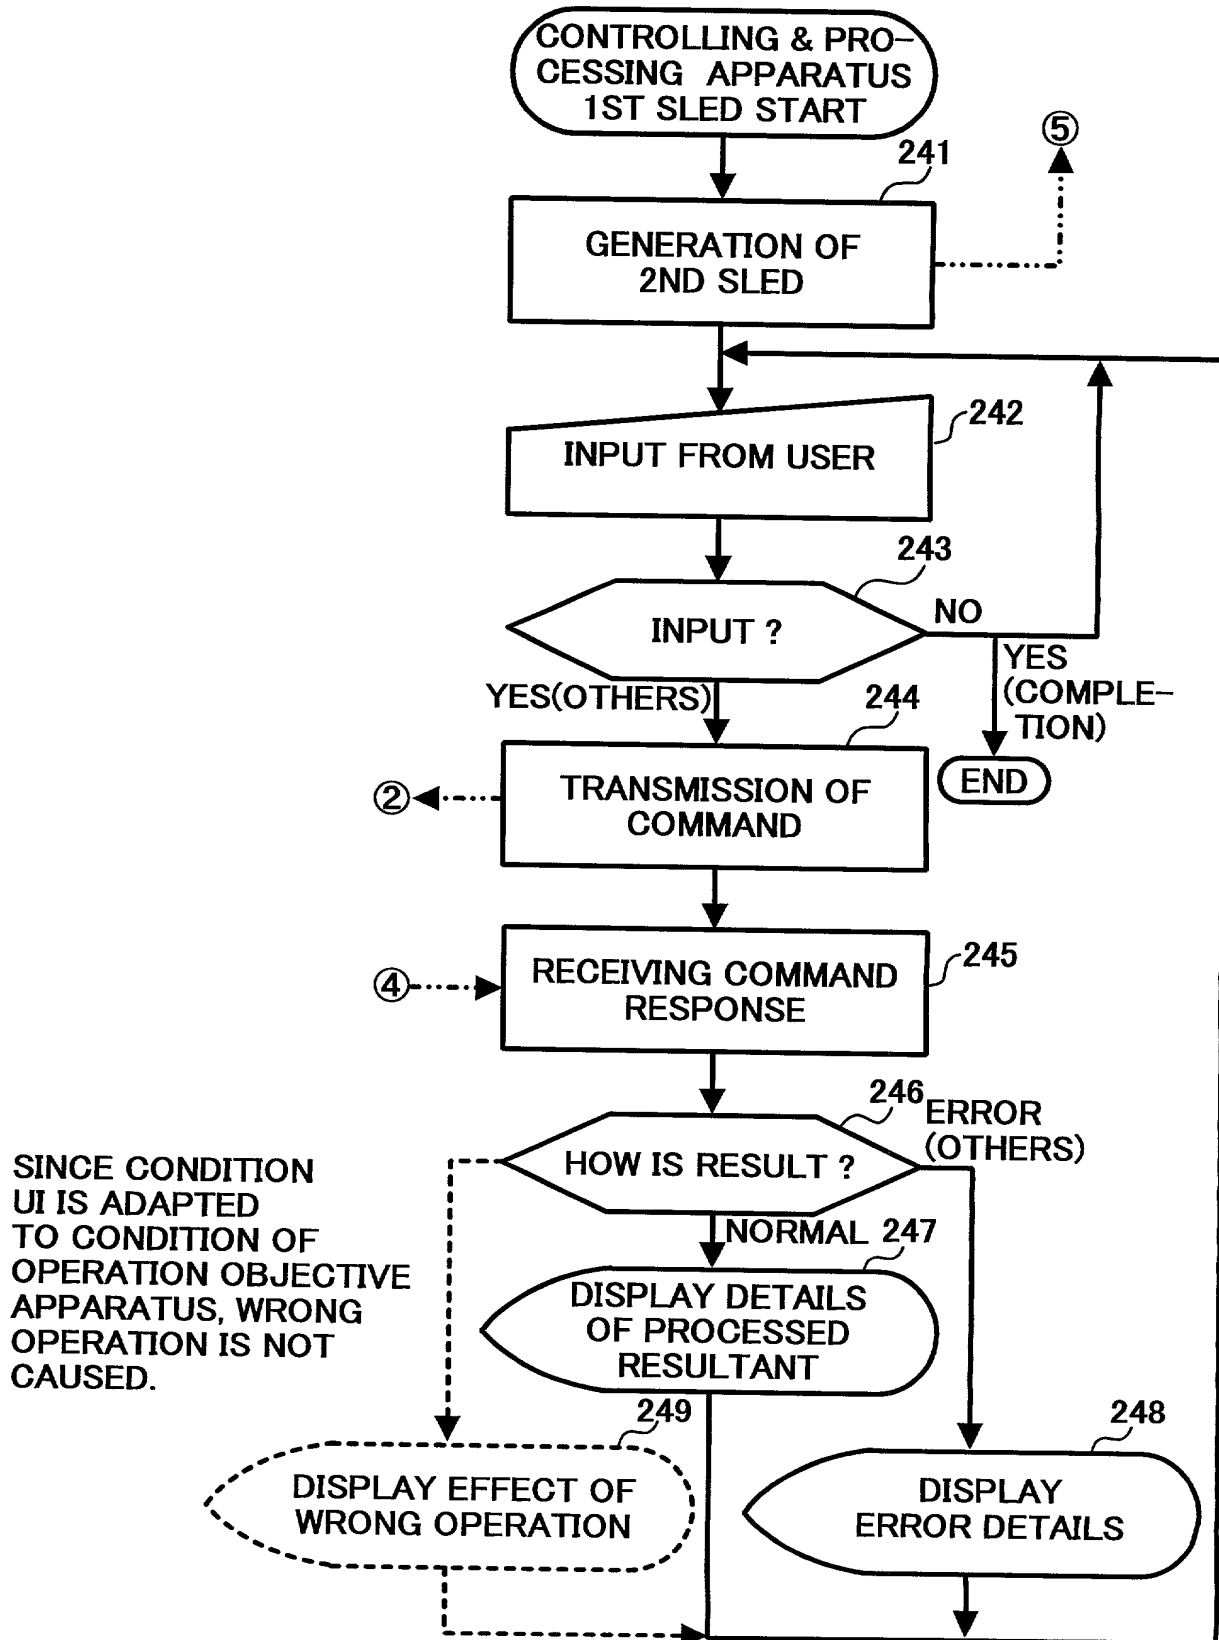 CONTROLLING & PRO-
CESSING APPARATUS
1ST SLED START
⑤
241
GENERATION OF
2ND SLED
242
INPUT FROM USER
243
INPUT ?
NO
YES
(COMPLE-
TION)
YES(OTHERS)
244
END
②
TRANSMISSION OF
COMMAND
④
RECEIVING COMMAND
RESPONSE
245
246
ERROR
(OTHERS)
HOW IS RESULT ?
SINCE CONDITION
UI IS ADAPTED
TO CONDITION OF
OPERATION OBJECTIVE
APPARATUS, WRONG
OPERATION IS NOT
CAUSED.
NORMAL
247
DISPLAY DETAILS
OF PROCESSED
RESULTANT
249
DISPLAY EFFECT OF
WRONG OPERATION
248
DISPLAY
ERROR DETAILS